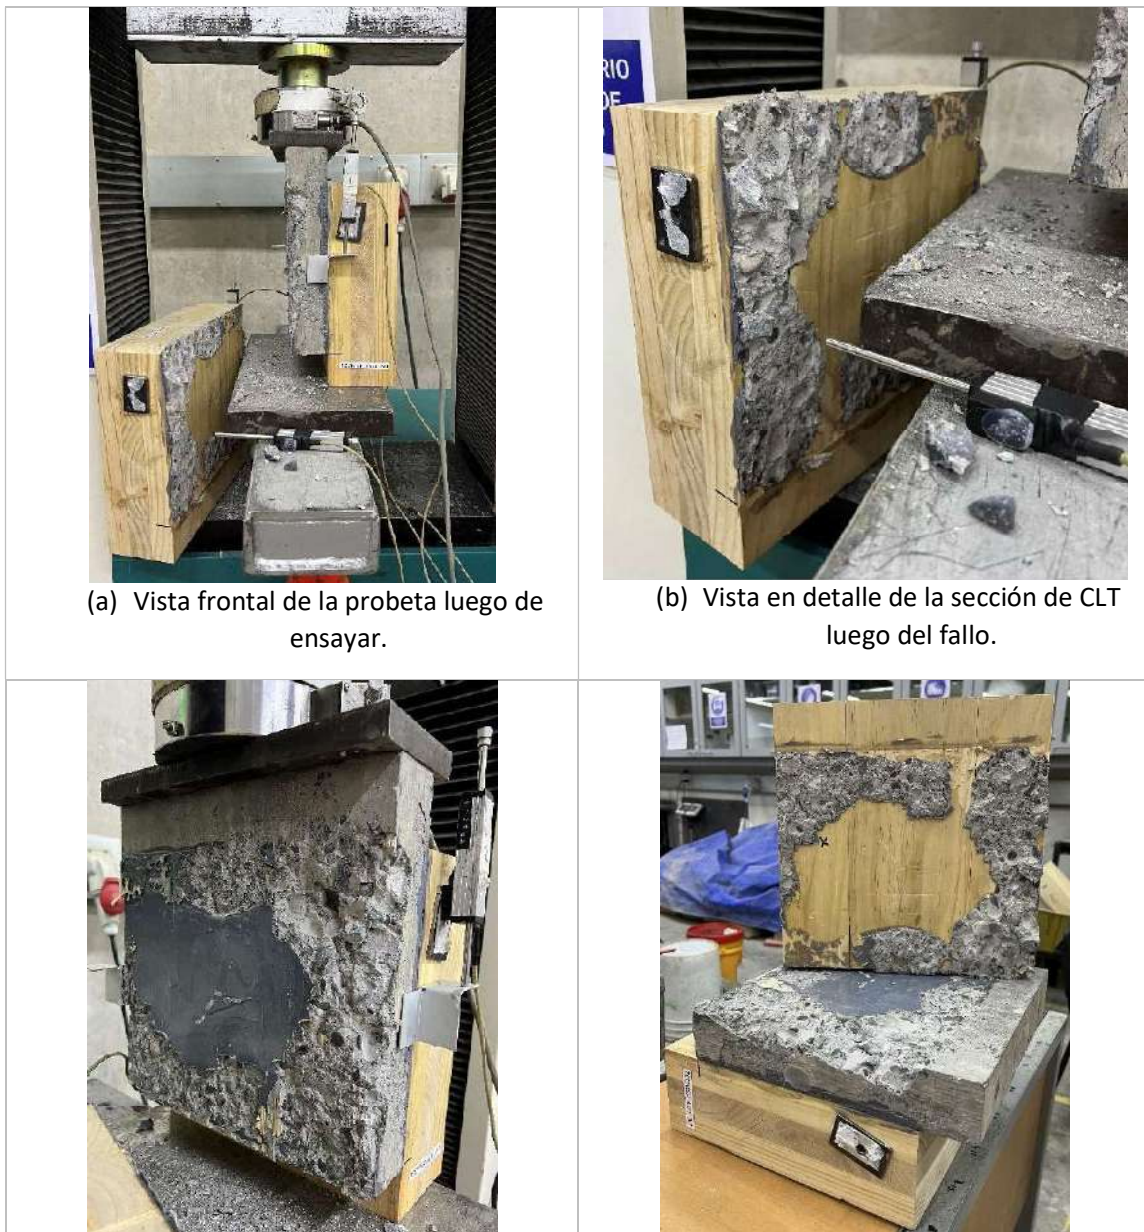 RIO
DE
(a) Vista frontal de la probeta luego de
ensayar.
(b) Vista en detalle de la sección de CLT
luego del fallo.